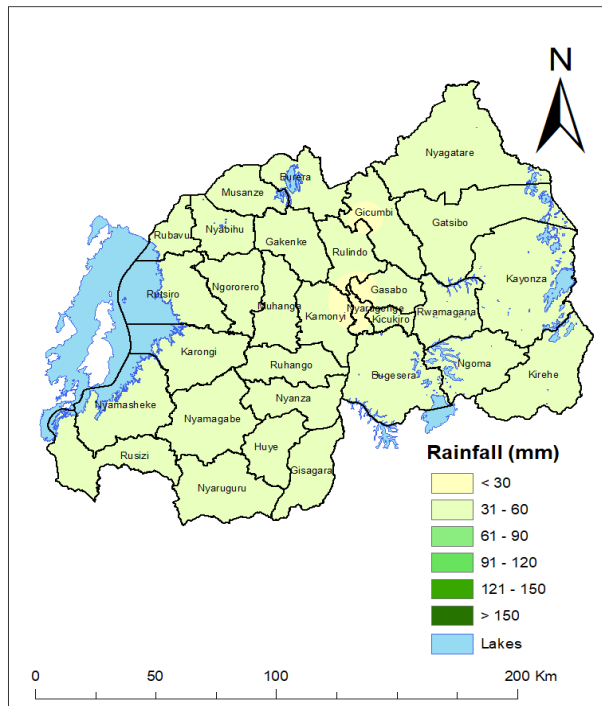 N
Nyagatare
Burera
Musanze
Gicumbi
Gatsibo
Rubavu
Nyabihu
Gakenke
Rulindo
Kayonza
Rutsiro
Ngororero
Gasabo
Muhanga
Nyarugenge
Rwamagana
Kamonyi
Kicukiro
Karongi
Ruhango
Bugesera
Ngoma
Kirehe
Nyamasheke
Nyanza
Nyamagabe
Huye
Rusizi
Gisagara
Nyaruguru
Rainfall (mm)
< 30
31 - 60
61 - 90
91 - 120
121 - 150
> 150
Lakes
0 50 100 200 Km